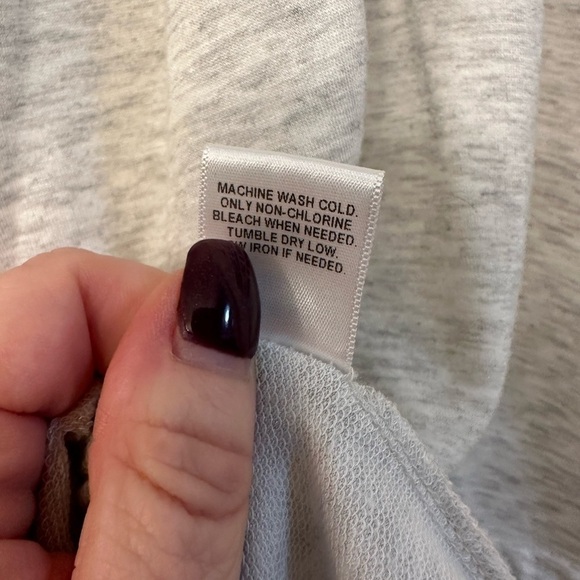 MACHINE WASH COLD.
ONLY NON-CHLORINE
BLEACH WHEN NEEDED.
TUMBLE DRY LOW.
IRON IF NEEDED.